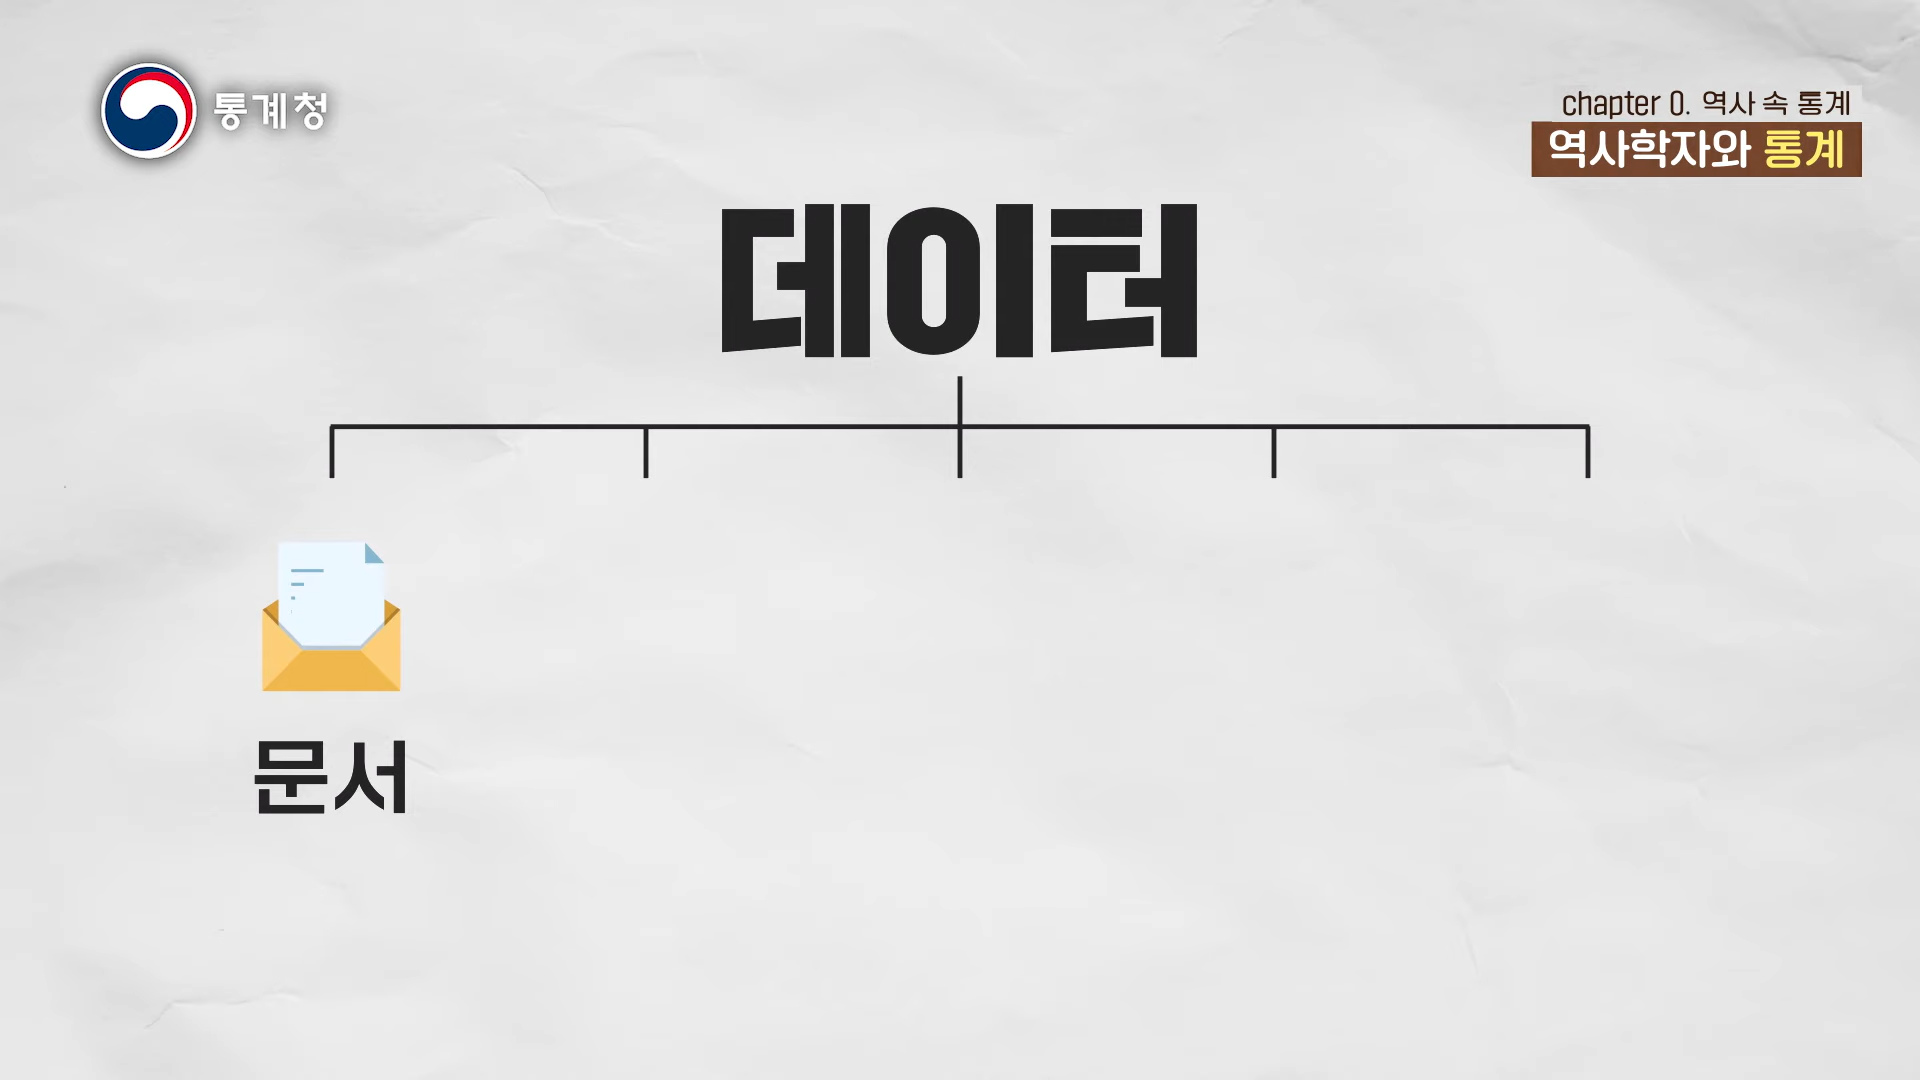 통계청
chapter 0. 역사 속 통계
역사학자와 통계
데이터
문서